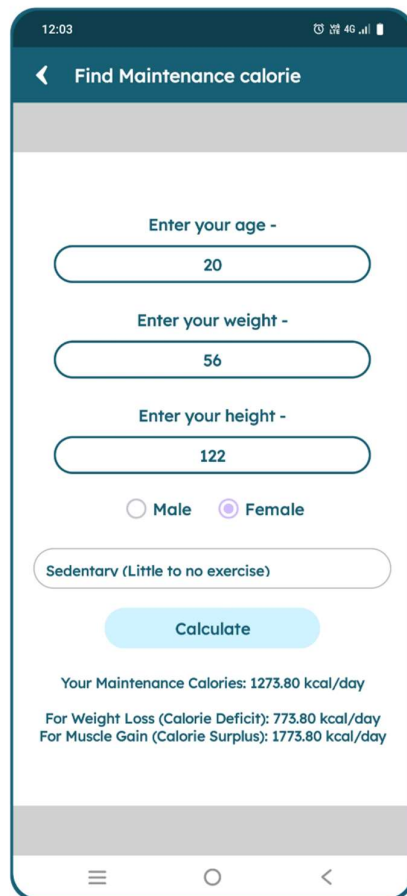 12:03
Vo) LTE 4G
Find Maintenance calorie
Enter your age -
20
Enter your weight -
56
Enter your height -
122
Male Female
Sedentary (Little to no exercise)
Calculate
Your Maintenance Calories: 1273.80 kcal/day
For Weight Loss (Calorie Deficit): 773.80 kcal/day
For Muscle Gain (Calorie Surplus): 1773.80 kcal/day